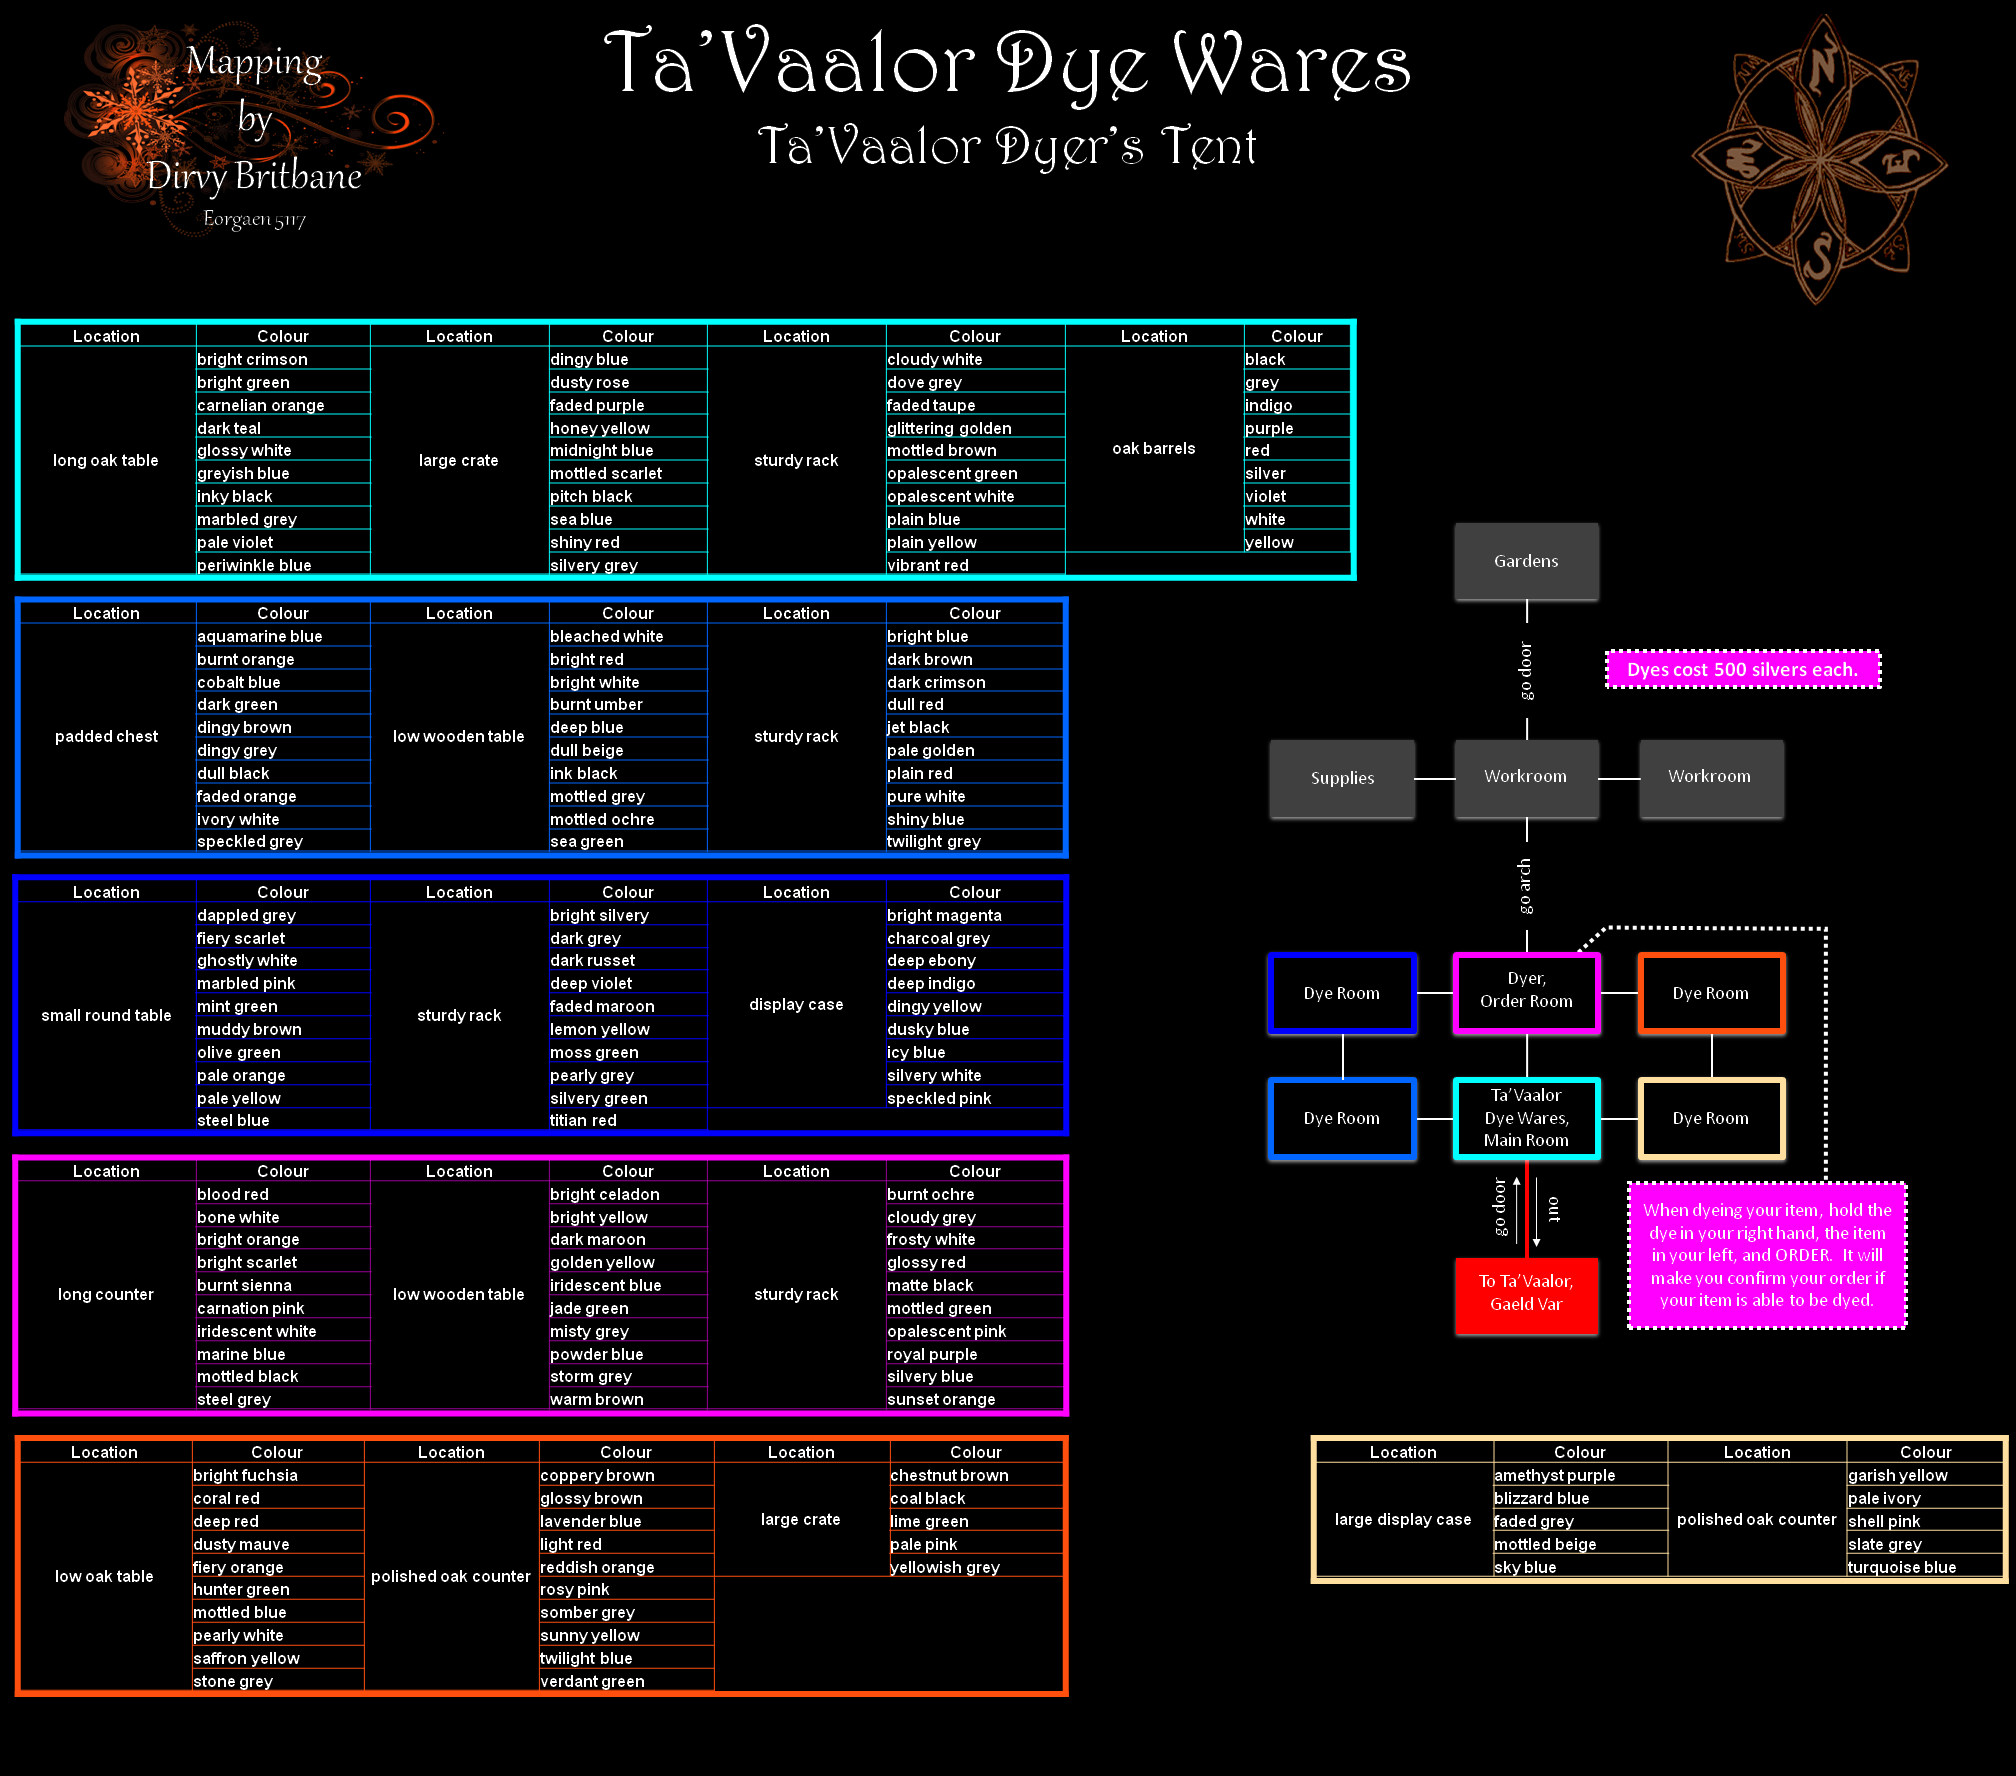 Mapping
by
Dirvy Britbane
Eorgaen 5117
Ta'Vaalor Dye Wares
Ta'Vaalor Dyer's Tent
N
E
S
W
Location Colour Location Colour Location Colour Location Colour
long oak table
bright crimson
bright green
carnelian orange
dark teal
glossy white
greyish blue
inky black
marbled grey
pale violet
periwinkle blue
large crate
dingy blue
dusty rose
faded purple
honey yellow
midnight blue
mottled scarlet
pitch black
sea blue
shiny red
silvery grey
sturdy rack
cloudy white
dove grey
faded taupe
glittering golden
mottled brown
opalescent green
opalescent white
plain blue
plain yellow
vibrant red
oak barrels
black
grey
indigo
purple
red
silver
violet
white
yellow
Location Colour Location Colour Location Colour
padded chest
aquamarine blue
burnt orange
cobalt blue
dark green
dingy brown
dingy grey
dull black
faded orange
ivory white
speckled grey
low wooden table
bleached white
bright red
bright white
burnt umber
deep blue
dull beige
ink black
mottled grey
mottled ochre
sea green
sturdy rack
bright blue
dark brown
dark crimson
dull red
jet black
pale golden
plain red
pure white
shiny blue
twilight grey
Location Colour Location Colour Location Colour
small round table
dappled grey
fiery scarlet
ghostly white
marbled pink
mint green
muddy brown
olive green
pale orange
pale yellow
steel blue
sturdy rack
bright silvery
dark grey
dark russet
deep violet
faded maroon
lemon yellow
moss green
pearly grey
silvery green
titian red
display case
bright magenta
charcoal grey
deep ebony
deep indigo
dingy yellow
dusky blue
icy blue
silvery white
speckled pink
Location Colour Location Colour Location Colour
long counter
blood red
bone white
bright orange
bright scarlet
burnt sienna
carnation pink
iridescent white
marine blue
mottled black
steel grey
low wooden table
bright celadon
bright yellow
dark maroon
golden yellow
iridescent blue
jade green
misty grey
powder blue
storm grey
warm brown
sturdy rack
burnt ochre
cloudy grey
frosty white
glossy red
matte black
mottled green
opalescent pink
royal purple
silvery blue
sunset orange
Location Colour Location Colour Location Colour
low oak table
bright fuchsia
coral red
deep red
dusty mauve
fiery orange
hunter green
mottled blue
pearly white
saffron yellow
stone grey
polished oak counter
coppery brown
glossy brown
lavender blue
light red
reddish orange
rosy pink
somber grey
sunny yellow
twilight blue
verdant green
large crate
chestnut brown
coal black
lime green
pale pink
yellowish grey
Gardens
go door
Dyes cost 500 silvers each.
Supplies
Workroom
Workroom
go arch
Dye Room
Dyer,
Order Room
Dye Room
Dye Room
Ta'Vaalor
Dye Wares,
Main Room
Dye Room
go door
out
To Ta'Vaalor,
Gaeld Var
When dyeing your item, hold the
dye in your right hand, the item
in your left, and ORDER. It will
make you confirm your order if
your item is able to be dyed.
Location Colour Location Colour
large display case
amethyst purple
blizzard blue
faded grey
mottled beige
sky blue
polished oak counter
garish yellow
pale ivory
shell pink
slate grey
turquoise blue